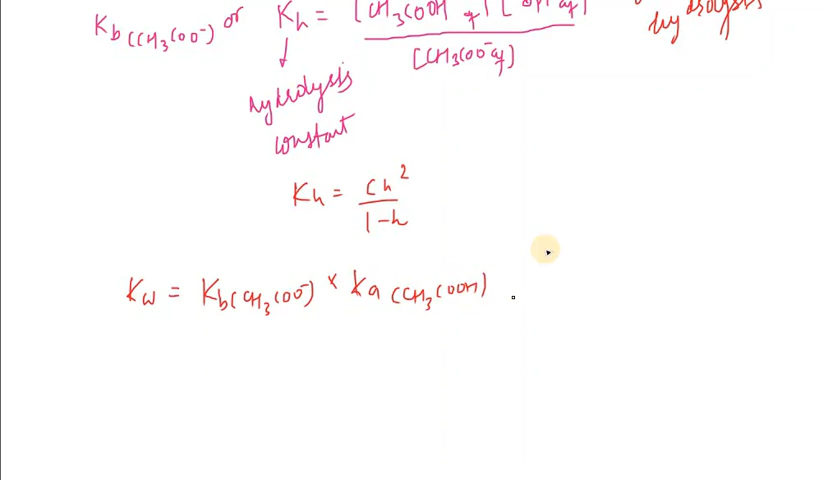 Kb(CH3COO-) or Kh = [CH3COOH aq] [OH- aq]
[CH3COO- aq]
hydrolysis
hydrolysis
constant
Kh = Ch²
1-h
Kw = Kb(CH3COO-) × Ka (CH3COOH)